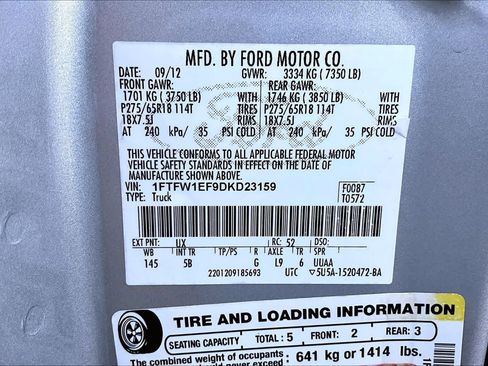 MFD. BY FORD MOTOR CO.
DATE: 09/12 GVWR: 3334 KG (7350 LB)
FRONT GAWR: REAR GAWR:
1701 KG (3750 LB) WITH 1746 KG (3850 LB) WITH
P275/65R18 114T TIRES P275/65R18 114T TIRES
18X7.5J RIMS 18X7.5J RIMS
AT 240 kPa/ 35 PSI COLD AT 240 kPa/ 35 PSI COLD
THIS VEHICLE CONFORMS TO ALL APPLICABLE FEDERAL MOTOR
VEHICLE SAFETY STANDARDS IN EFFECT ON THE DATE OF
MANUFACTURE SHOWN ABOVE.
VIN: 1FTFW1EF9DKD23159 F0087
TYPE: Truck T0572
EXT PNT: UX RC: 52 DSO:
WB INT TR TP/PS R AXLE TR SPR
145 5B G L9 6 UUAA
2201209185693 UTC 5U5A-1520472-BA
TIRE AND LOADING INFORMATION
SEATING CAPACITY TOTAL: 5 FRONT: 2 REAR: 3
The combined weight of occupants 641 kg or 1414 lbs.